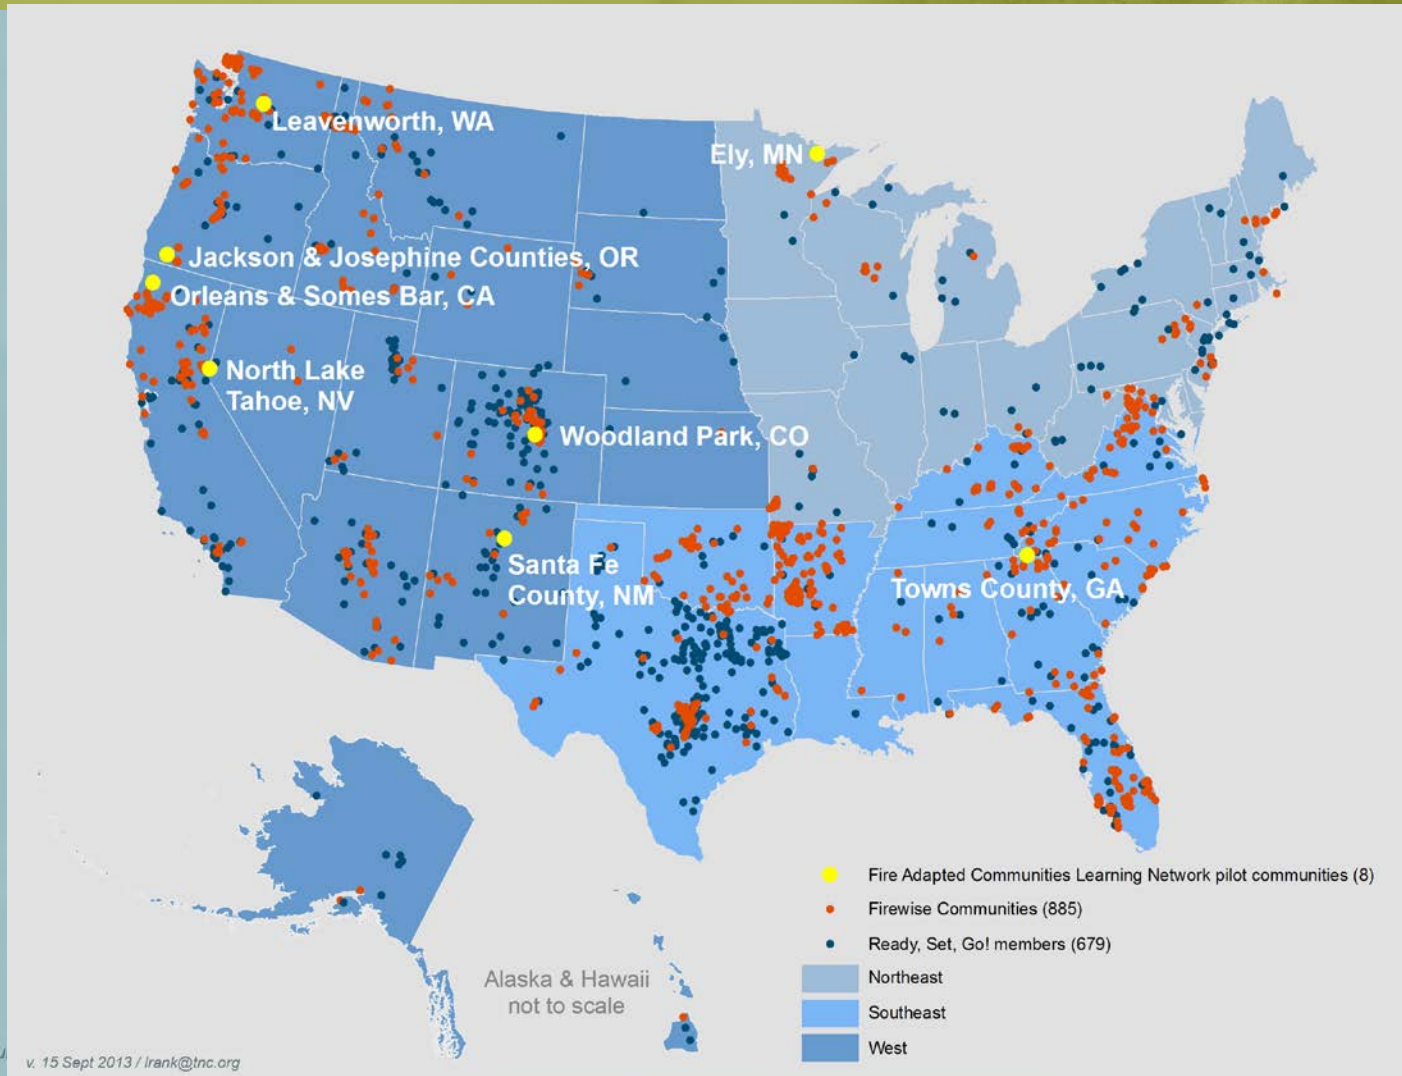 Leavenworth, WA
Ely, MN
Jackson & Josephine Counties, OR
Orleans & Somes Bar, CA
North Lake
Tahoe, NV
Woodland Park, CO
Santa Fe
County, NM
Towns County, GA
Fire Adapted Communities Learning Network pilot communities (8)
Firewise Communities (885)
Ready, Set, Go! members (679)
Northeast
Southeast
West
Alaska & Hawaii
not to scale
v. 15 Sept 2013 / lrank@tnc.org